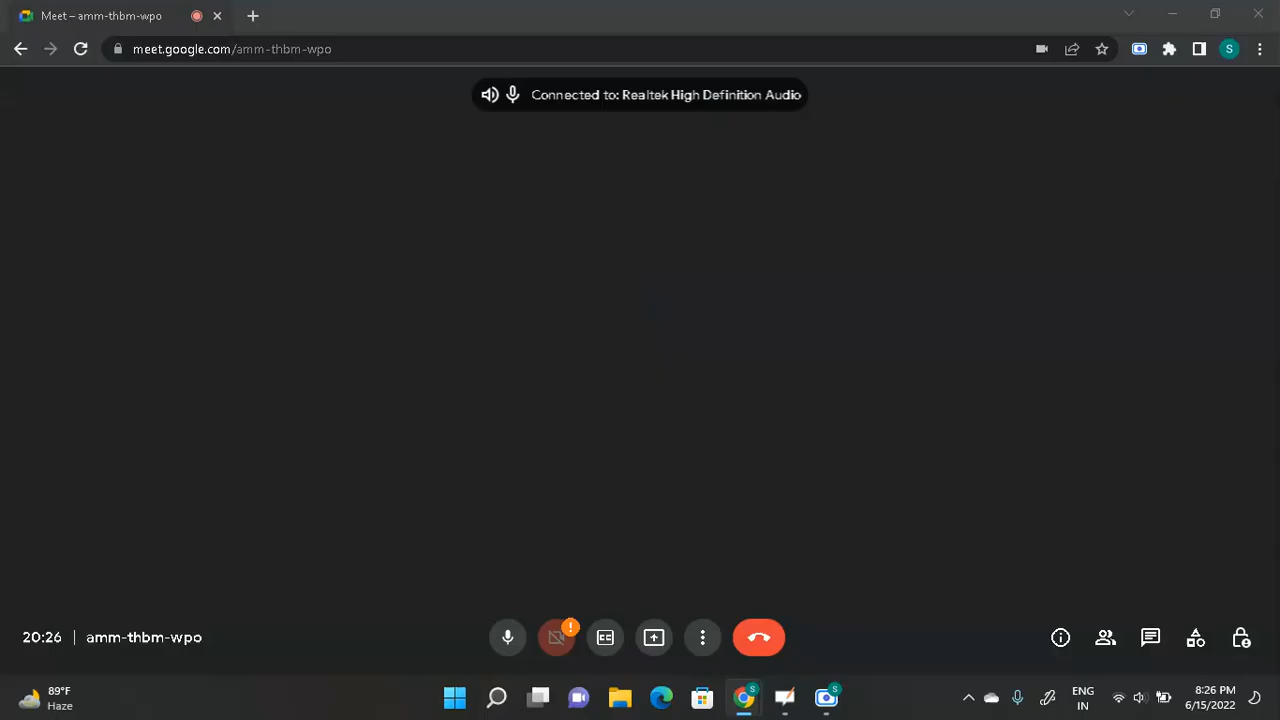 Meet – amm-thbm-wpo
meet.google.com/amm-thbm-wpo
S
Connected to: Realtek High Definition Audio
20:26 | amm-thbm-wpo
!
CC
89°F
Haze
S
S
ENG
IN
8:26 PM
6/15/2022